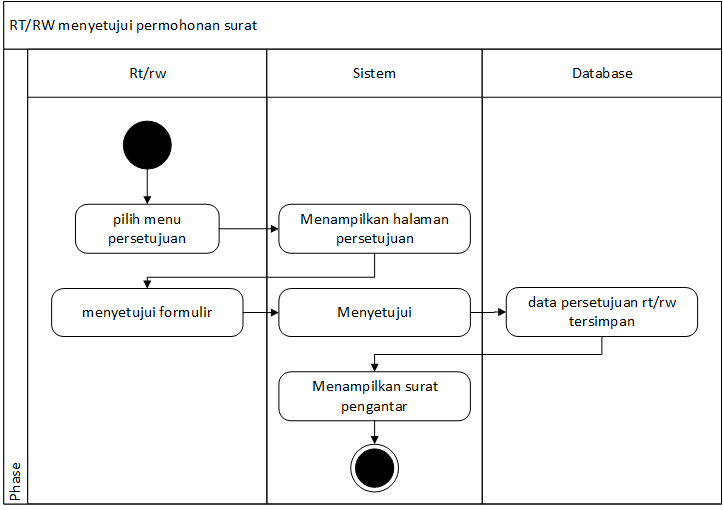 RT/RW menyetujui permohonan surat
Rt/rw
Sistem
Database
pilih menu
persetujuan
Menampilkan halaman
persetujuan
menyetujui formulir
Menyetujui
data persetujuan rt/rw
tersimpan
Menampilkan surat
pengantar
Phase